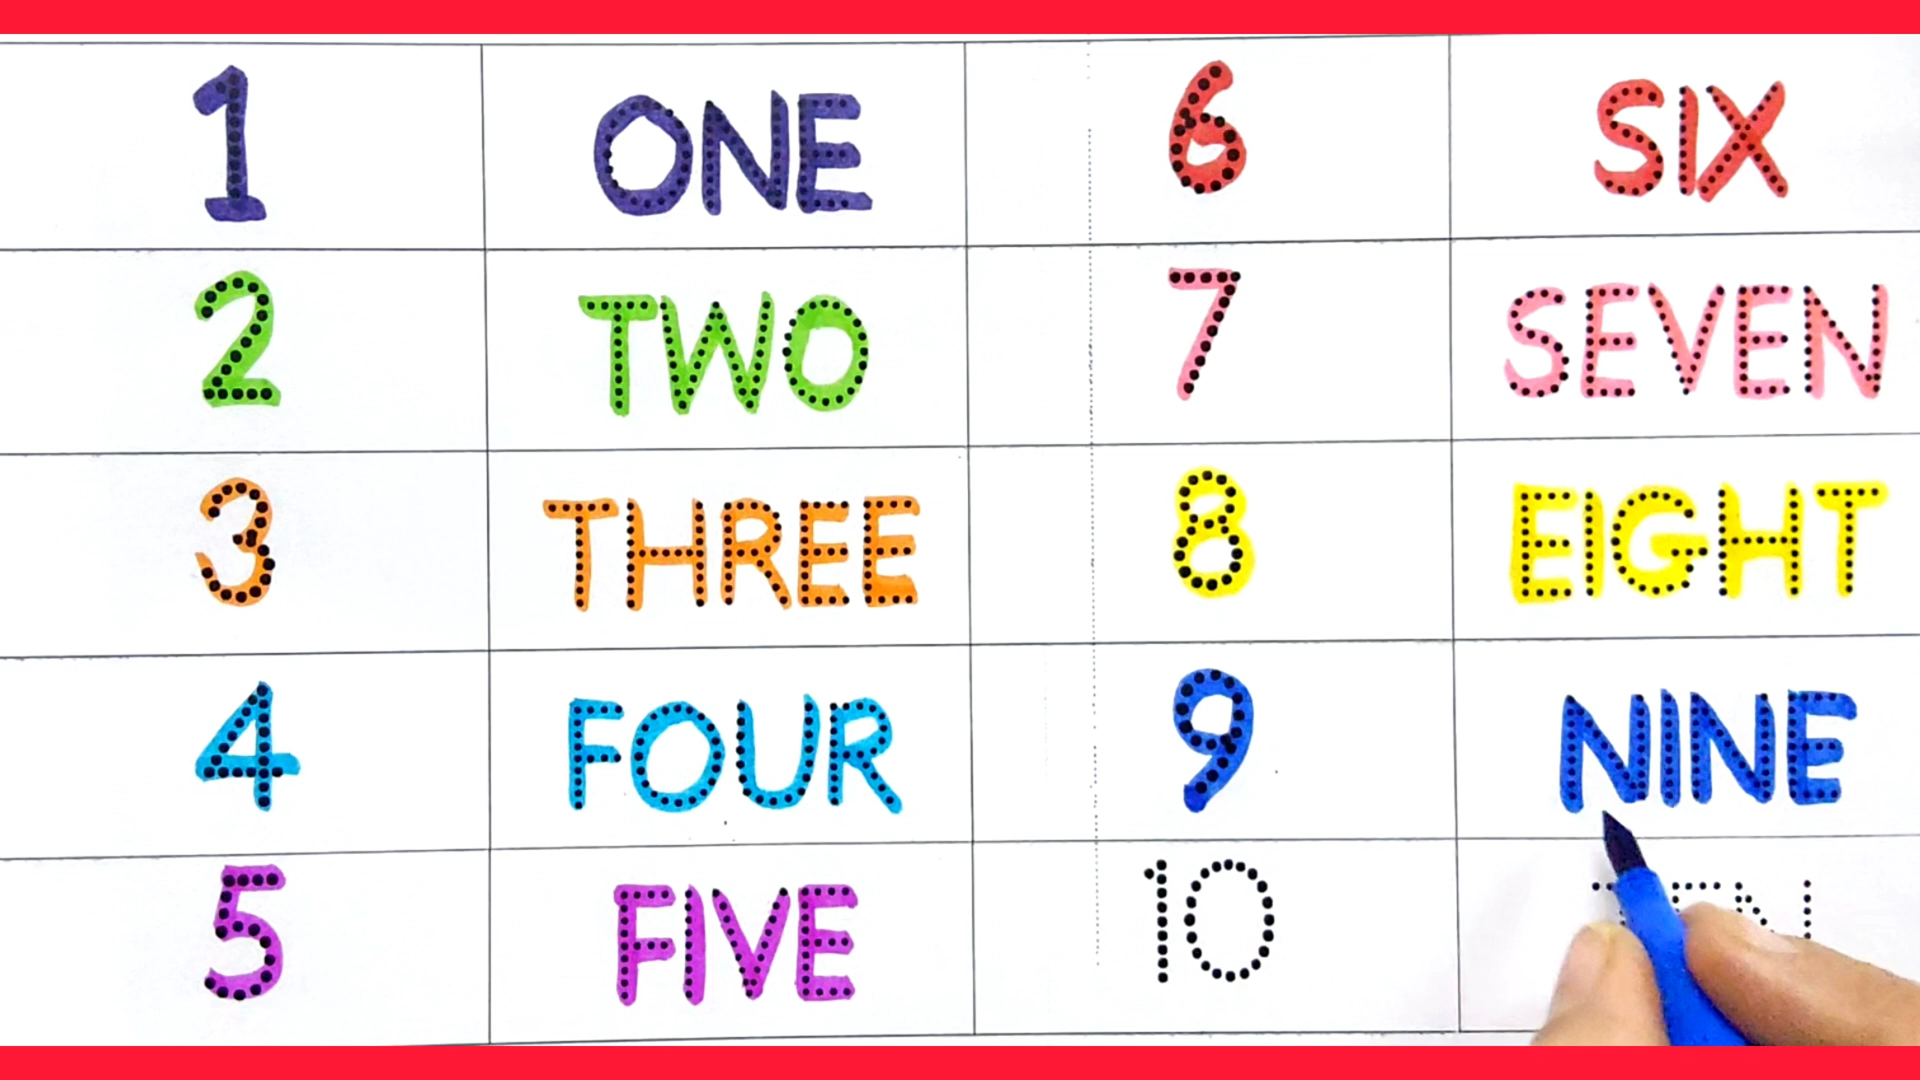 1 ONE 6 SIX
2 TWO 7 SEVEN
3 THREE 8 EIGHT
4 FOUR 9 NINE
5 FIVE 10